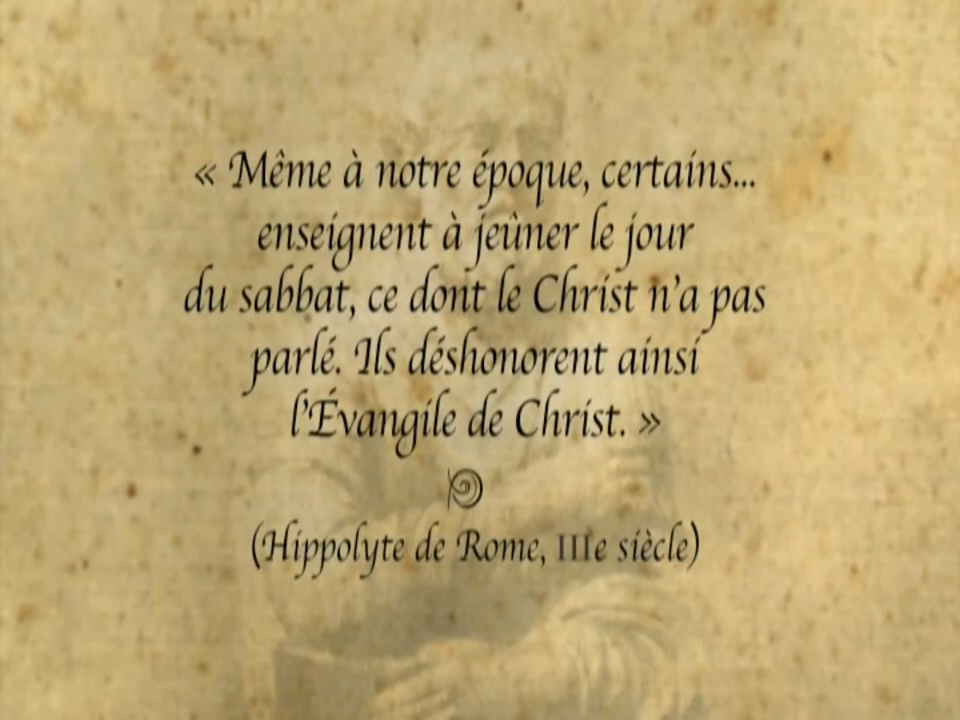 « Même à notre époque, certains...
enseignent à jeûner le jour
du sabbat, ce dont le Christ n'a pas
parlé. Ils déshonorent ainsi
l'Évangile de Christ. »
(Hippolyte de Rome, IIIe siècle)